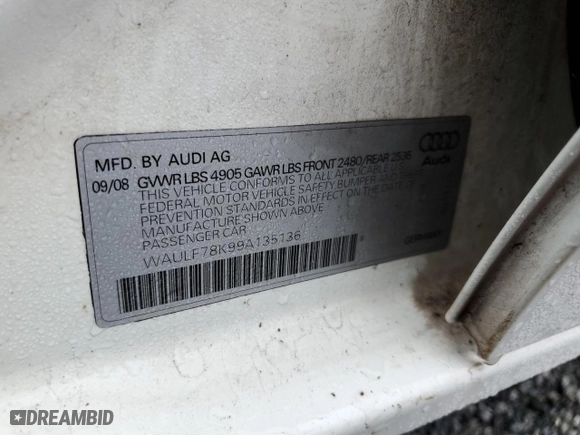 MFD. BY AUDI AG
09/08 GVWR LBS 4905 GAWR LBS FRONT 2480/REAR 2535
THIS VEHICLE CONFORMS TO ALL APPLICABLE U.S.
FEDERAL MOTOR VEHICLE SAFETY BUMPER AND THEFT
PREVENTION STANDARDS IN EFFECT ON THE DATE OF
MANUFACTURE SHOWN ABOVE
PASSENGER CAR
WAULF78K99A135136
Audi
DREAMBID